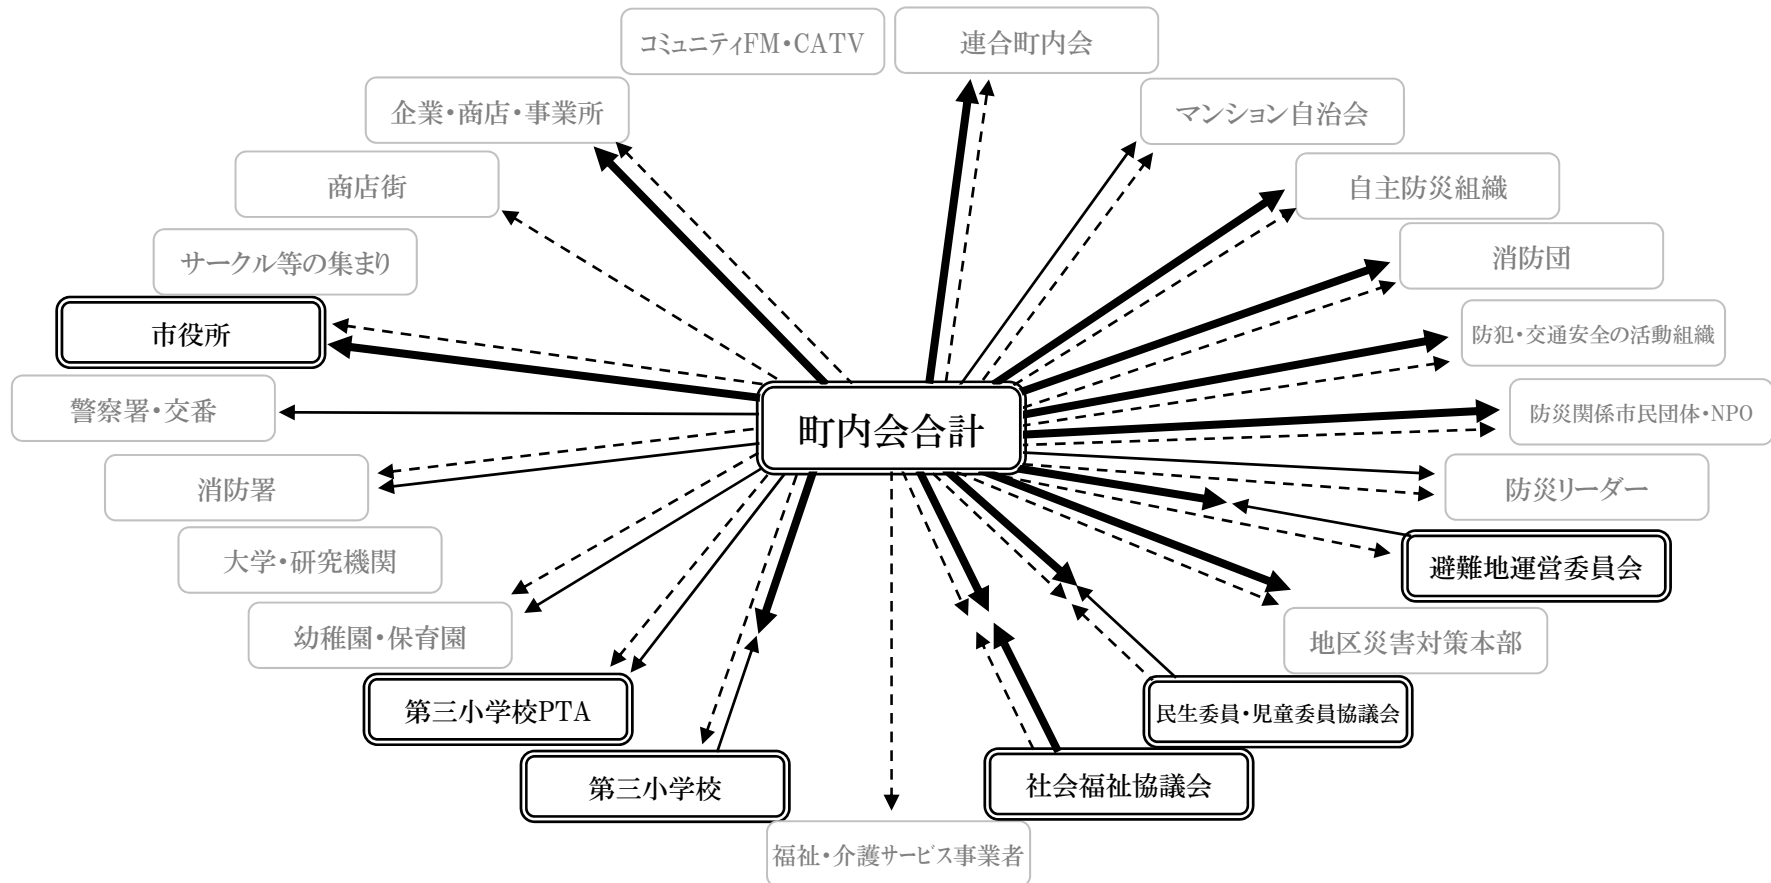 コミュニティFM・CATV
連合町内会
企業・商店・事業所
マンション自治会
商店街
自主防災組織
サークル等の集まり
消防団
市役所
防犯・交通安全の活動組織
警察署・交番
町内会合計
防災関係市民団体・NPO
消防署
防災リーダー
大学・研究機関
避難地運営委員会
幼稚園・保育園
地区災害対策本部
第三小学校PTA
民生委員・児童委員協議会
第三小学校
社会福祉協議会
福祉・介護サービス事業者